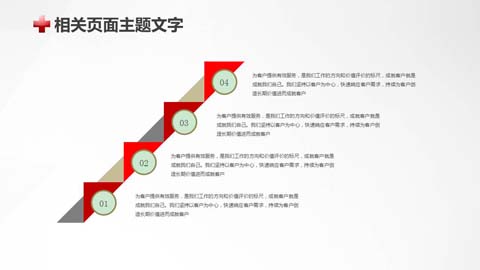 相关页面主题文字
04
为客户提供有效服务，是我们工作的方向和价值评价的标尺，成就客户就是
成就我们自己。我们坚持以客户为中心，快速响应客户需求，持续为客户创
造长期价值进而成就客户
03
为客户提供有效服务，是我们工作的方向和价值评价的标尺，成就客户就是
成就我们自己。我们坚持以客户为中心，快速响应客户需求，持续为客户创
造长期价值进而成就客户
02
为客户提供有效服务，是我们工作的方向和价值评价的标尺，成就客户就是
成就我们自己。我们坚持以客户为中心，快速响应客户需求，持续为客户创
造长期价值进而成就客户
01
为客户提供有效服务，是我们工作的方向和价值评价的标尺，成就客户就是
成就我们自己。我们坚持以客户为中心，快速响应客户需求，持续为客户创
造长期价值进而成就客户